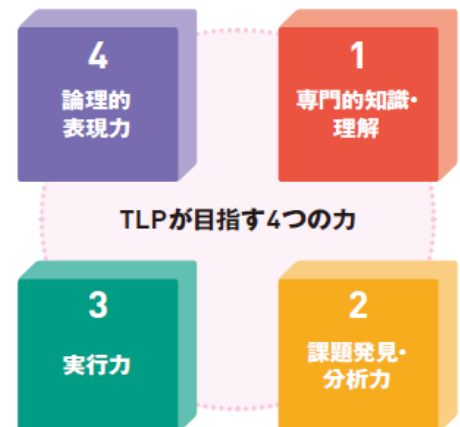 4
論理的
表現力
1
専門的知識・
理解
TLPが目指す4つの力
3
実行力
2
課題発見・
分析力